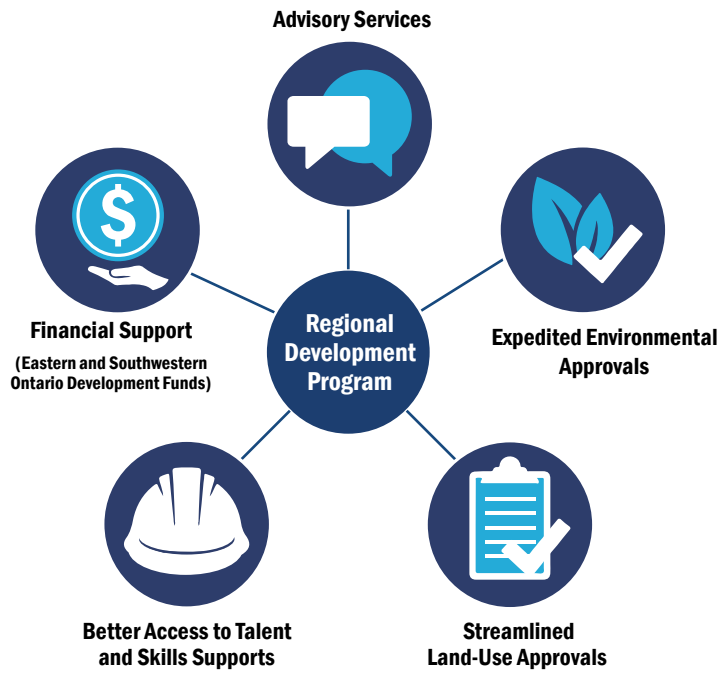 Advisory Services
$
Financial Support
(Eastern and Southwestern
Ontario Development Funds)
Regional
Development
Program
Expedited Environmental
Approvals
Better Access to Talent
and Skills Supports
Streamlined
Land-Use Approvals